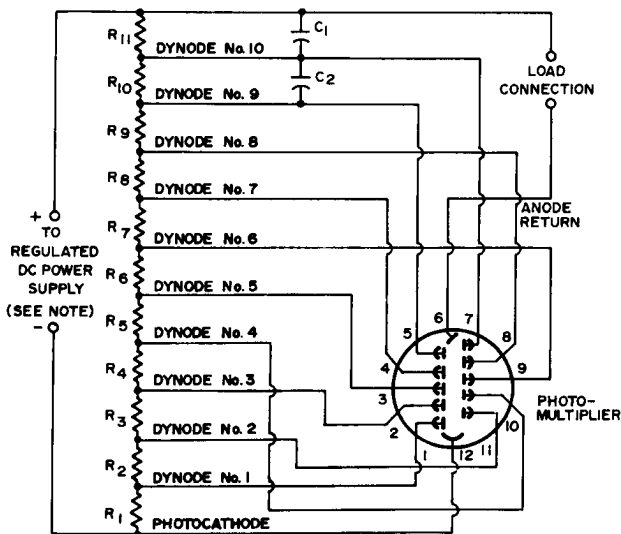 R11
C1
DYNODE No. 10
LOAD
CONNECTION
R10
C2
DYNODE No. 9
R9
DYNODE No. 8
R8
DYNODE No. 7
ANODE
RETURN
R7
+
TO
REGULATED
DC POWER
SUPPLY
(SEE NOTE)
-
DYNODE No. 6
R6
DYNODE No. 5
R5
DYNODE No. 4
R4
DYNODE No. 3
R3
DYNODE No. 2
R2
DYNODE No. 1
R1
PHOTOCATHODE
5
6
7
8
4
9
3
PHOTO-
MULTIPLIER
2
10
1
12
11